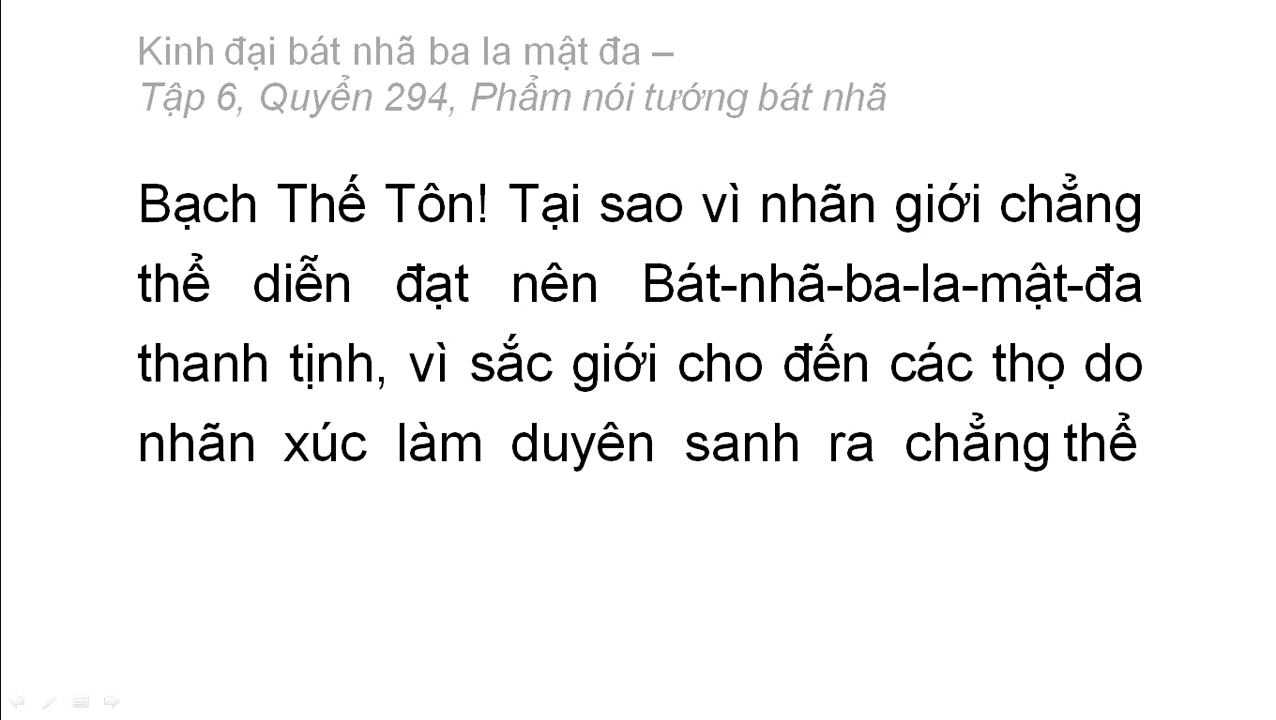 Kinh đại bát nhã ba la mật đa –
Tập 6, Quyển 294, Phẩm nói tướng bát nhã
Bạch Thế Tôn! Tại sao vì nhãn giới chẳng
thể diễn đạt nên Bát-nhã-ba-la-mật-đa
thanh tịnh, vì sắc giới cho đến các thọ do
nhãn xúc làm duyên sanh ra chẳng thể